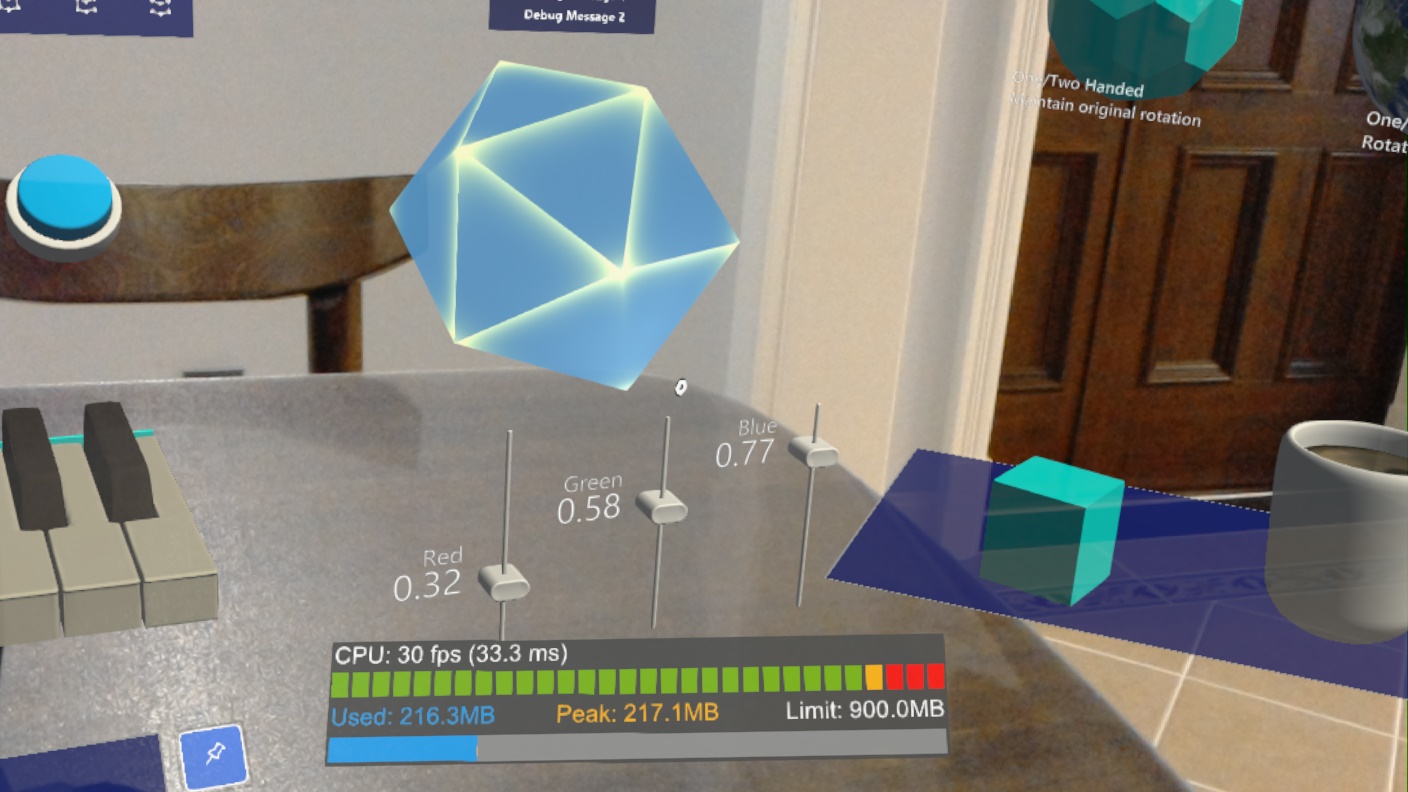 Debug Message 2
One/Two Handed
Maintain original rotation
One/
Rotat
Blue
0.77
Green
0.58
Red
0.32
CPU: 30 fps (33.3 ms)
Used: 216.3MB Peak: 217.1MB Limit: 900.0MB